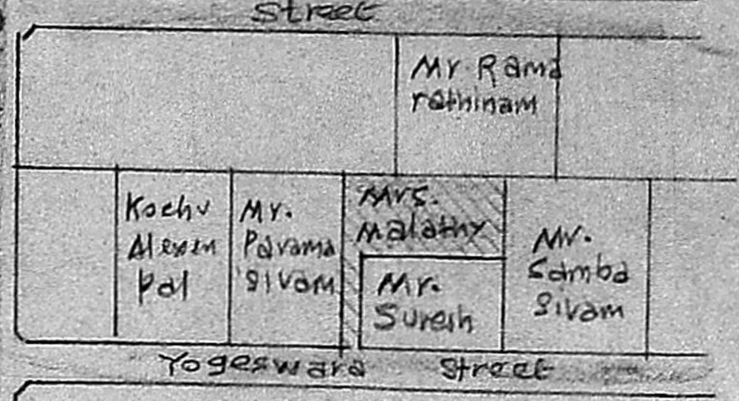 Street
Mr. Rama
rathinam
Kochu
Alexen
pal
Mr.
Parama
sivam
Mrs.
Malathy
Mr.
Suresh
Mr.
Samba
sivam
Yogeswara Street